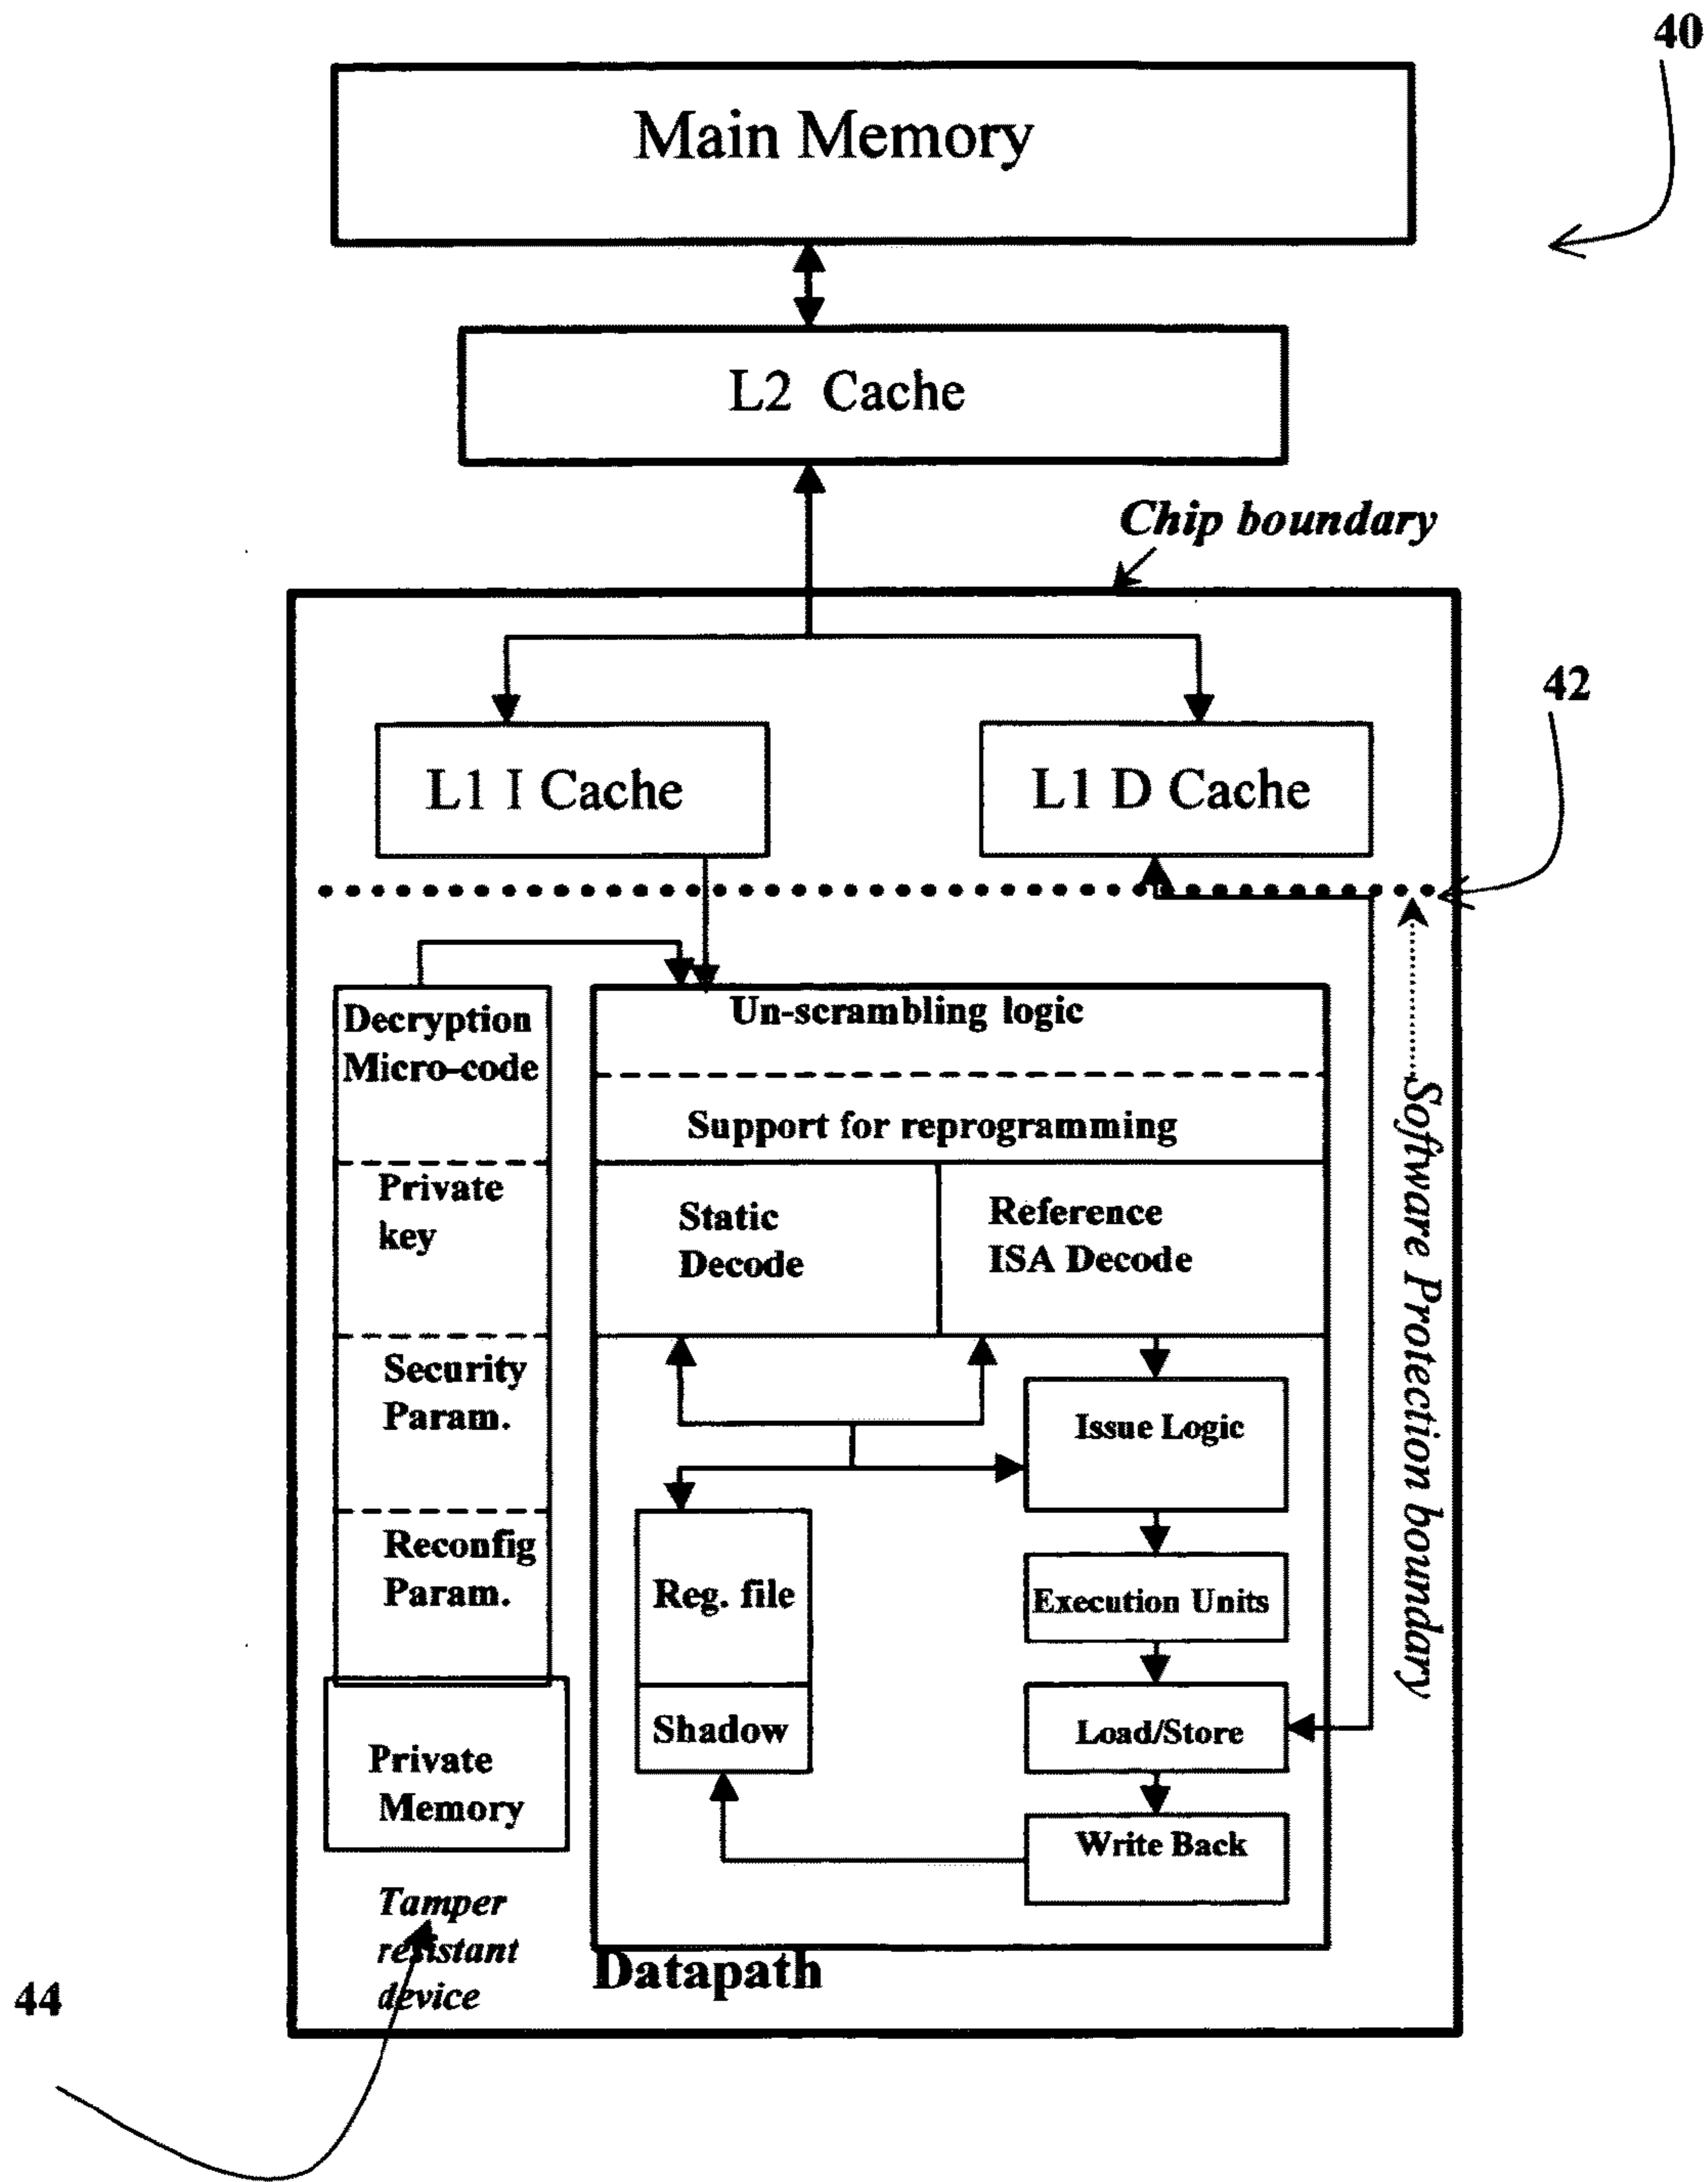 40
Main Memory
L2 Cache
Chip boundary
42
L1 I Cache
L1 D Cache
Decryption
Micro-code
Private
key
Security
Param.
Reconfig
Param.
Private
Memory
Tamper
resistant
device
44
Un-scrambling logic
Support for reprogramming
Static
Decode
Reference
ISA Decode
Issue Logic
Reg. file
Shadow
Execution Units
Load/Store
Write Back
Datapath
Software Protection boundary